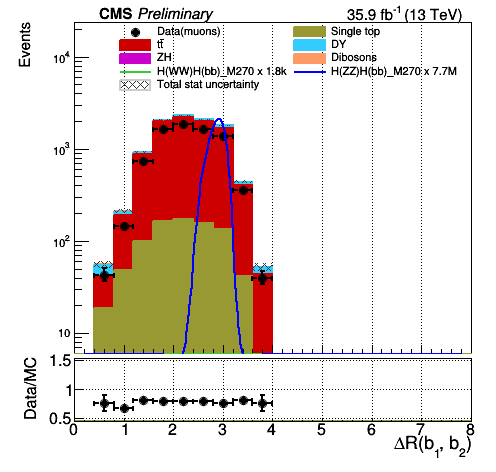 CMS Preliminary 35.9 fb⁻¹ (13 TeV)
Data(muons) Single top
tt̄ DY
ZH Dibosons
H(WW)H(bb)_M270 x 1.8k H(ZZ)H(bb)_M270 x 7.7M
Total stat uncertainty
Events
10⁴
10³
10²
10
Data/MC
1.5
1
0.5
0 1 2 3 4 5 6 7 8
ΔR(b₁, b₂)